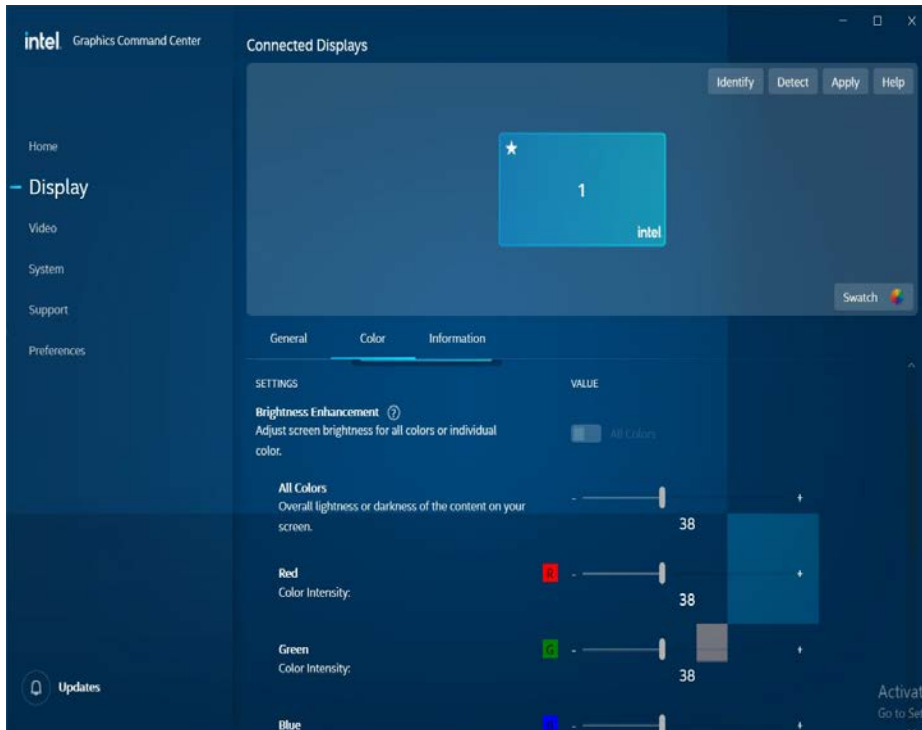 intel. Graphics Command Center
Connected Displays
Identify Detect Apply Help
1
intel
Swatch
Home
Display
Video
System
Support
Preferences
Updates
General Color Information
SETTINGS VALUE
Brightness Enhancement ?
Adjust screen brightness for all colors or individual
color.
All Colors
All Colors
Overall lightness or darkness of the content on your
screen.
- +
38
Red
Color Intensity:
R - +
38
Green
Color Intensity:
G - +
38
Blue
- +
Activat
Go to Set